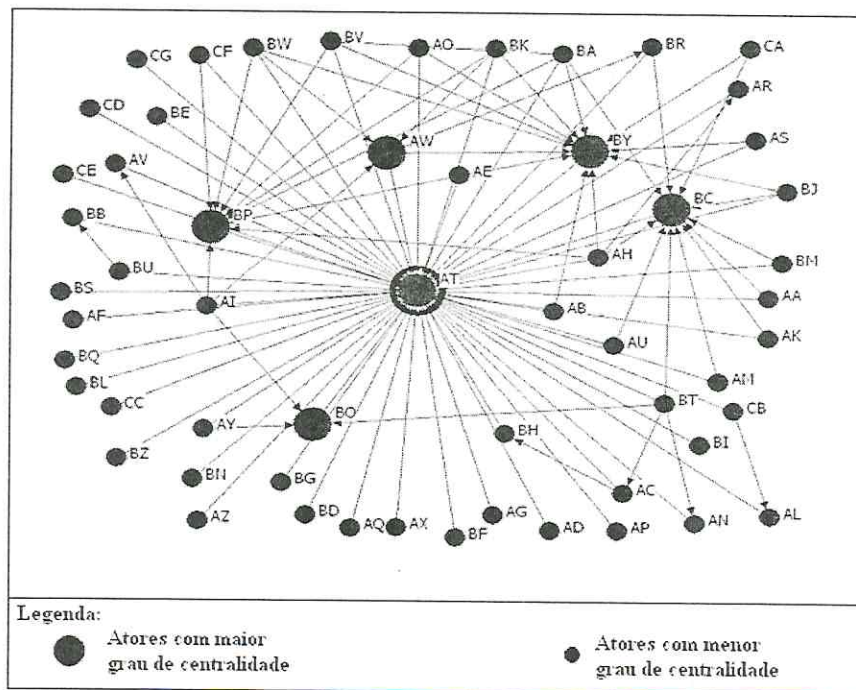 CG CF BW BV AO BK BA BR CA
AR
CD BE AS
AV AW BY
CE AE
BJ
BP BC
BB
BU AH BM
AT
BS AI AA
AF AB
AK
BQ AU
BL AM
CC BT CB
AY BO BH
BI
BZ
BN BG AC
AZ BD AQ AX BF AG AD AP AN AL
Legenda:
Atores com maior
grau de centralidade
Atores com menor
grau de centralidade